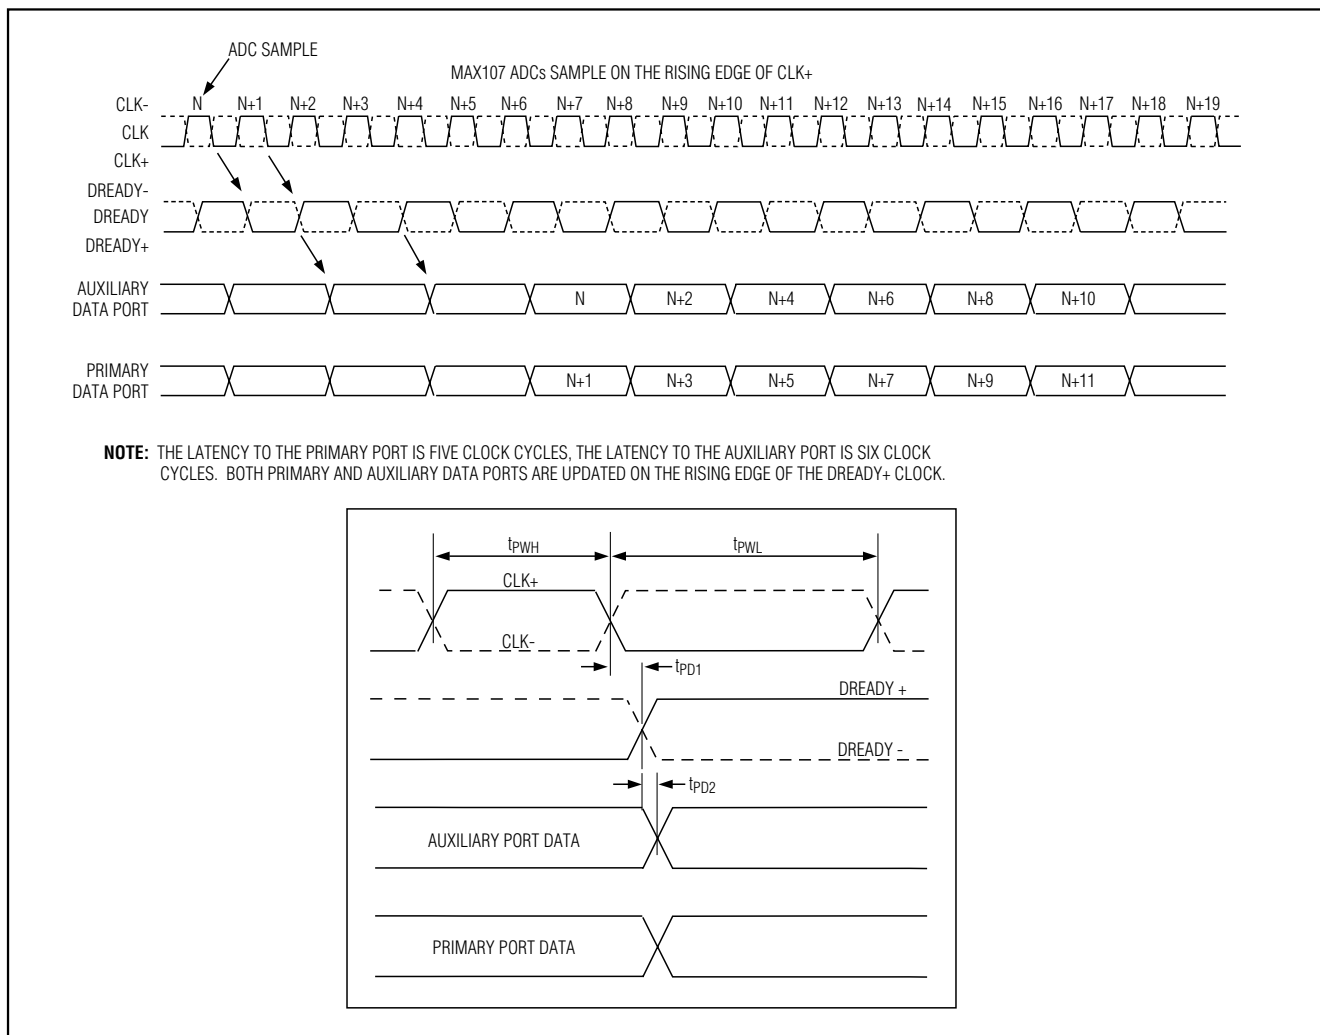 ADC SAMPLE
MAX107 ADCs SAMPLE ON THE RISING EDGE OF CLK+
CLK-
N N+1 N+2 N+3 N+4 N+5 N+6 N+7 N+8 N+9 N+10 N+11 N+12 N+13 N+14 N+15 N+16 N+17 N+18 N+19
CLK
CLK+
DREADY-
DREADY
DREADY+
AUXILIARY
DATA PORT
N N+2 N+4 N+6 N+8 N+10
PRIMARY
DATA PORT
N+1 N+3 N+5 N+7 N+9 N+11
NOTE: THE LATENCY TO THE PRIMARY PORT IS FIVE CLOCK CYCLES, THE LATENCY TO THE AUXILIARY PORT IS SIX CLOCK
CYCLES. BOTH PRIMARY AND AUXILIARY DATA PORTS ARE UPDATED ON THE RISING EDGE OF THE DREADY+ CLOCK.
tPWH tPWL
CLK+
CLK-
tPD1
DREADY +
DREADY -
tPD2
AUXILIARY PORT DATA
PRIMARY PORT DATA